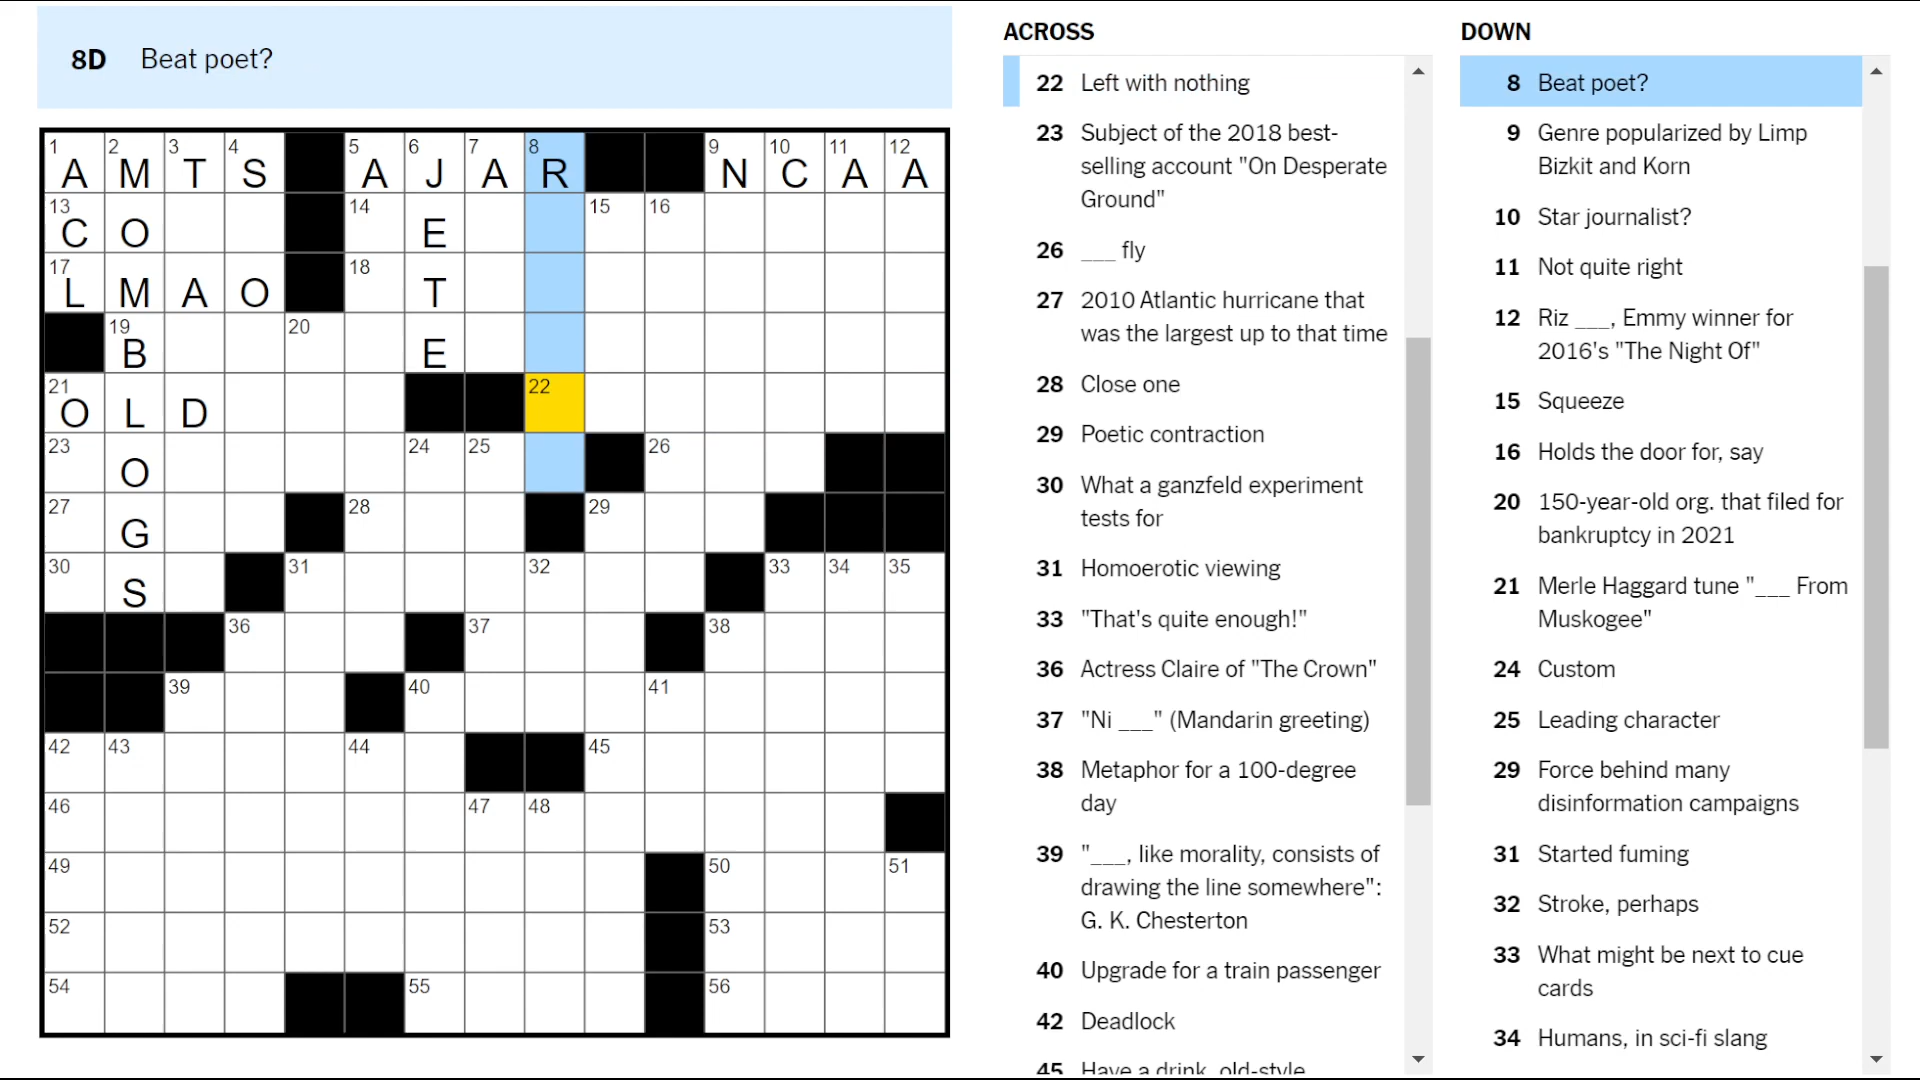 8D Beat poet?
ACROSS
22 Left with nothing
23 Subject of the 2018 best-
selling account "On Desperate
Ground"
26 ___ fly
27 2010 Atlantic hurricane that
was the largest up to that time
28 Close one
29 Poetic contraction
30 What a ganzfeld experiment
tests for
31 Homoerotic viewing
33 "That's quite enough!"
36 Actress Claire of "The Crown"
37 "Ni ___" (Mandarin greeting)
38 Metaphor for a 100-degree
day
39 "___, like morality, consists of
drawing the line somewhere":
G. K. Chesterton
40 Upgrade for a train passenger
42 Deadlock
45 Have a drink, old-style
DOWN
8 Beat poet?
9 Genre popularized by Limp
Bizkit and Korn
10 Star journalist?
11 Not quite right
12 Riz ___, Emmy winner for
2016's "The Night Of"
15 Squeeze
16 Holds the door for, say
20 150-year-old org. that filed for
bankruptcy in 2021
21 Merle Haggard tune "___ From
Muskogee"
24 Custom
25 Leading character
29 Force behind many
disinformation campaigns
31 Started fuming
32 Stroke, perhaps
33 What might be next to cue
cards
34 Humans, in sci-fi slang
1 2 3 4 5 6 7 8 9 10 11 12
A M T S A J A R N C A A
13 14 15 16
C O E
17 18
L M A O T
19 20
B E
21 22
O L D
23 24 25 26
O
27 28 29
G
30 31 32 33 34 35
S
36 37 38
39 40 41
42 43 44 45
46 47 48
49 50 51
52 53
54 55 56